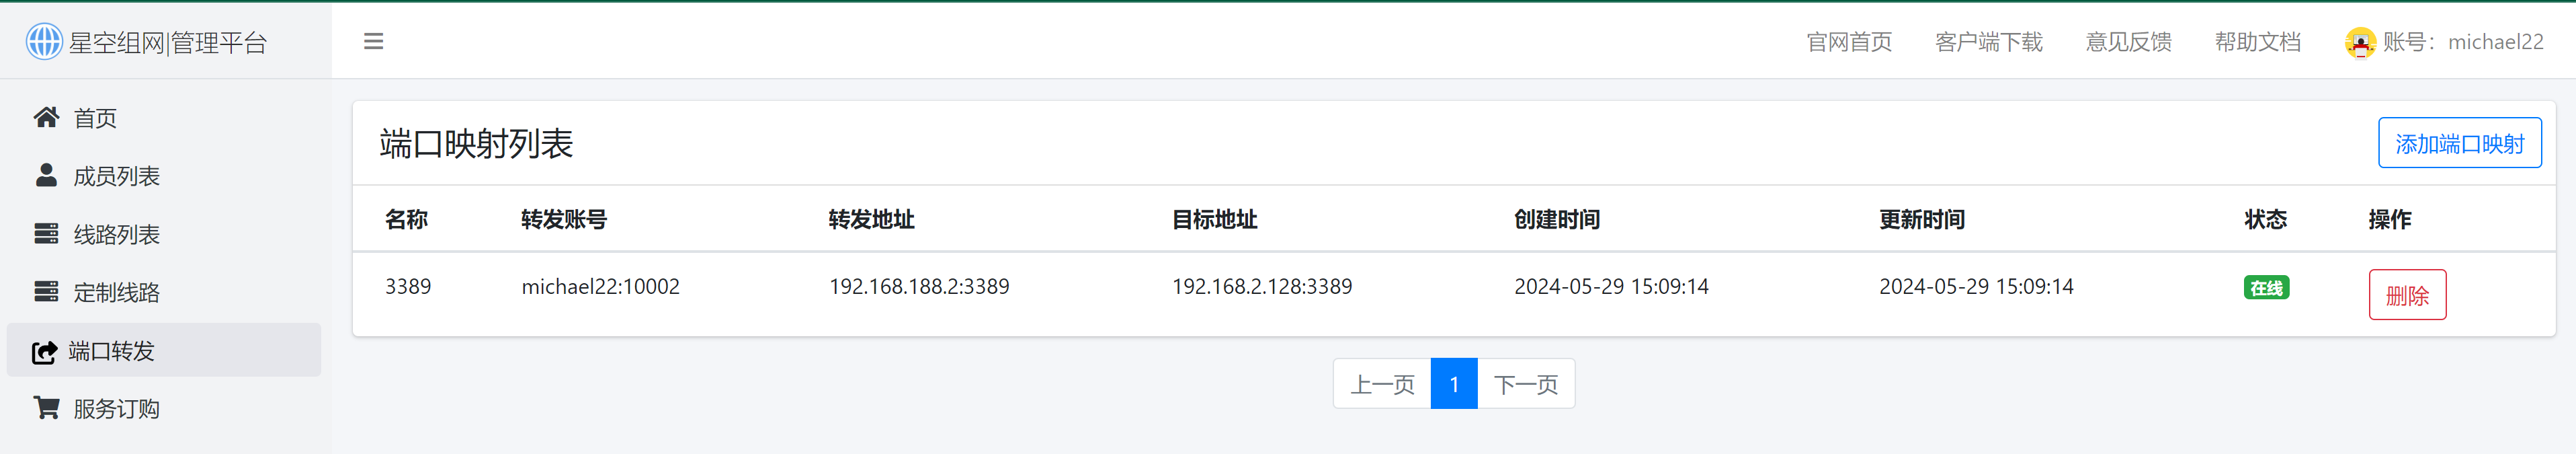 星空组网|管理平台
官网首页 客户端下载 意见反馈 帮助文档 账号：michael22
首页
成员列表
线路列表
定制线路
端口转发
服务订购
端口映射列表
添加端口映射
名称 转发账号 转发地址 目标地址 创建时间 更新时间 状态 操作
3389 michael22:10002 192.168.188.2:3389 192.168.2.128:3389 2024-05-29 15:09:14 2024-05-29 15:09:14 在线 删除
上一页 1 下一页